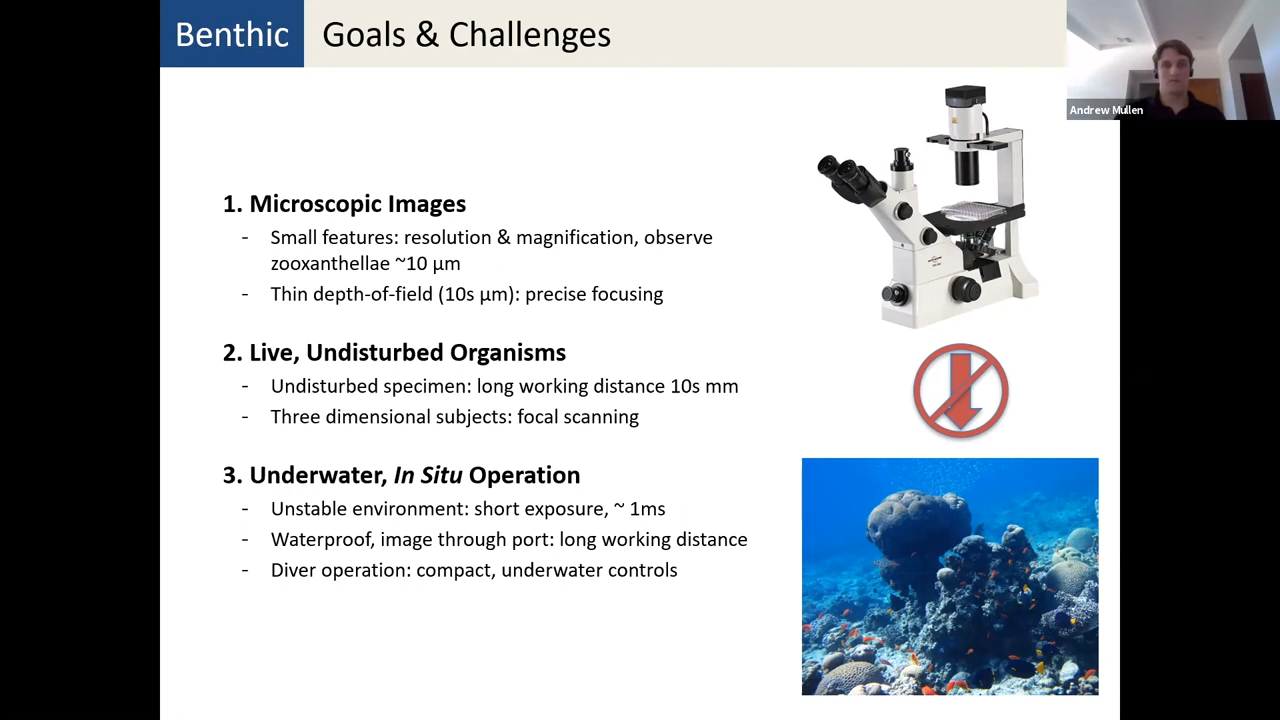 Benthic Goals & Challenges
Andrew Mullen
1. Microscopic Images
- Small features: resolution & magnification, observe
zooxanthellae ~10 µm
- Thin depth-of-field (10s µm): precise focusing
2. Live, Undisturbed Organisms
- Undisturbed specimen: long working distance 10s mm
- Three dimensional subjects: focal scanning
3. Underwater, In Situ Operation
- Unstable environment: short exposure, ~ 1ms
- Waterproof, image through port: long working distance
- Diver operation: compact, underwater controls